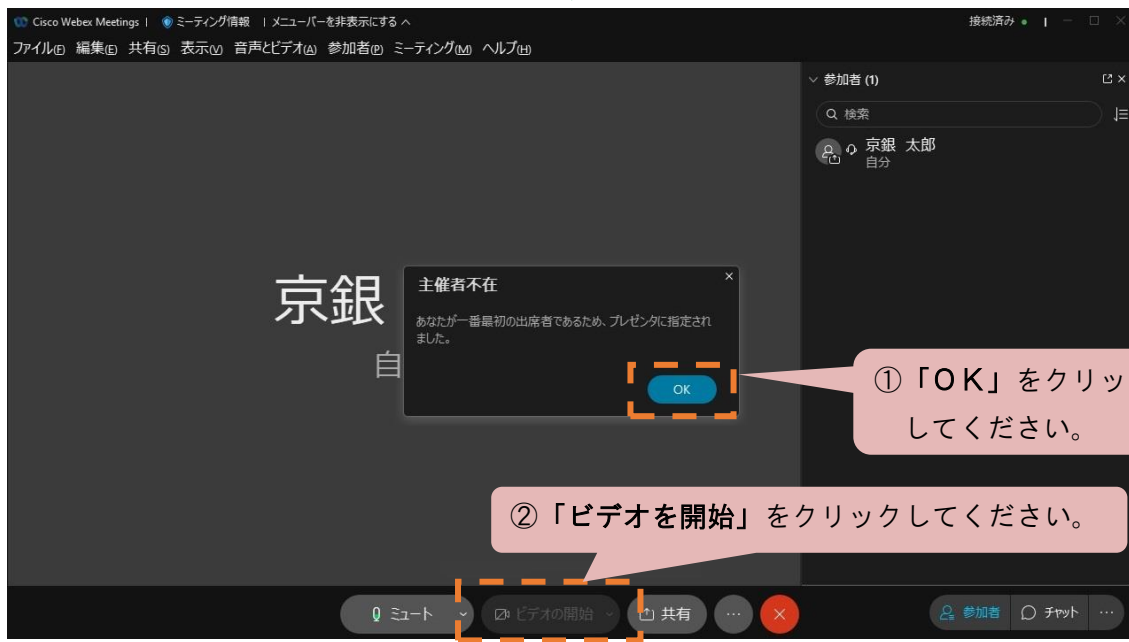 Cisco Webex Meetings | ミーティング情報 | メニューバーを非表示にする ヘ 接続済み
ファイル(F) 編集(E) 共有(S) 表示(V) 音声とビデオ(A) 参加者(P) ミーティング(M) ヘルプ(H)
参加者 (1)
検索
京銀 太郎
自分
京銀
自
主催者不在
あなたが一番最初の出席者であるため、プレゼンタに指定され
ました。
OK
①「OK」をクリッ
してください。
②「ビデオを開始」をクリックしてください。
ミュート ビデオの開始 共有 ... 参加者 チャット ...